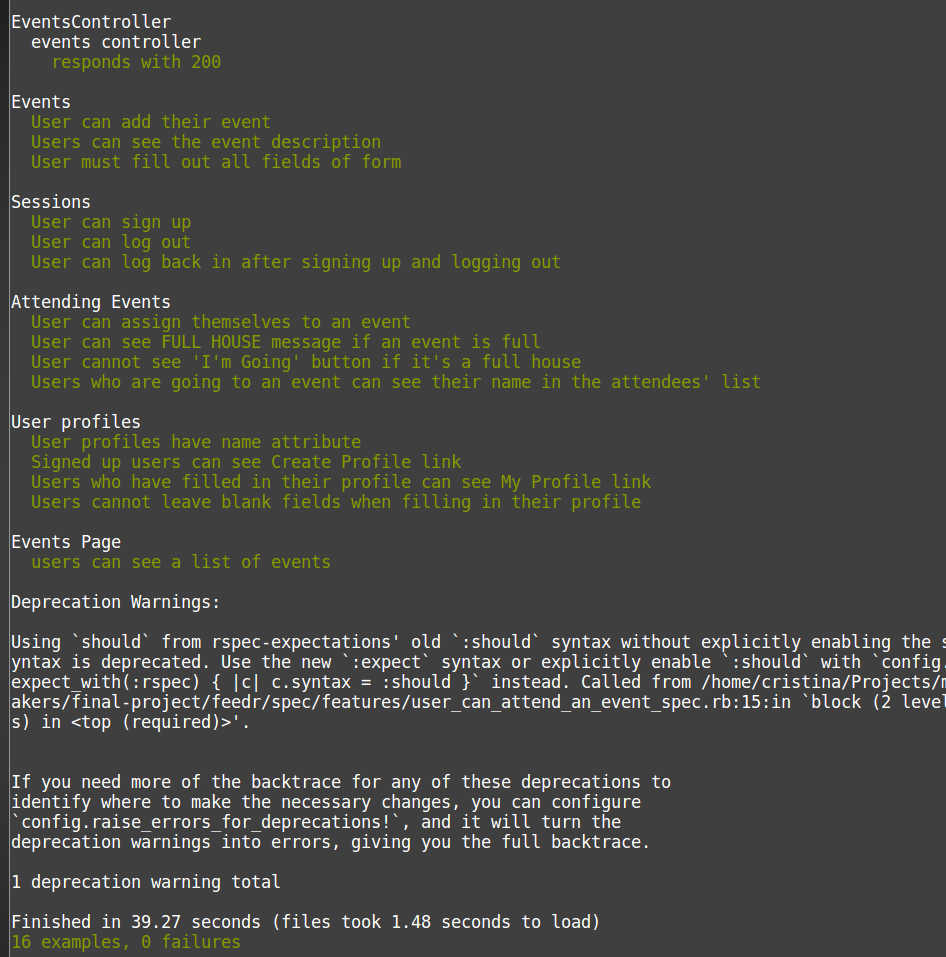 EventsController
events controller
responds with 200
Events
User can add their event
Users can see the event description
User must fill out all fields of form
Sessions
User can sign up
User can log out
User can log back in after signing up and logging out
Attending Events
User can assign themselves to an event
User can see FULL HOUSE message if an event is full
User cannot see 'I'm Going' button if it's a full house
Users who are going to an event can see their name in the attendees' list
User profiles
User profiles have name attribute
Signed up users can see Create Profile link
Users who have filled in their profile can see My Profile link
Users cannot leave blank fields when filling in their profile
Events Page
users can see a list of events
Deprecation Warnings:
Using `should` from rspec-expectations' old `:should` syntax without explicitly enabling the s
yntax is deprecated. Use the new `:expect` syntax or explicitly enable `:should` with `config.
expect_with(:rspec) { |c| c.syntax = :should }` instead. Called from /home/cristina/Projects/m
akers/final-project/feedr/spec/features/user_can_attend_an_event_spec.rb:15:in `block (2 level
s) in <top (required)>'.
If you need more of the backtrace for any of these deprecations to
identify where to make the necessary changes, you can configure
`config.raise_errors_for_deprecations!`, and it will turn the
deprecation warnings into errors, giving you the full backtrace.
1 deprecation warning total
Finished in 39.27 seconds (files took 1.48 seconds to load)
16 examples, 0 failures